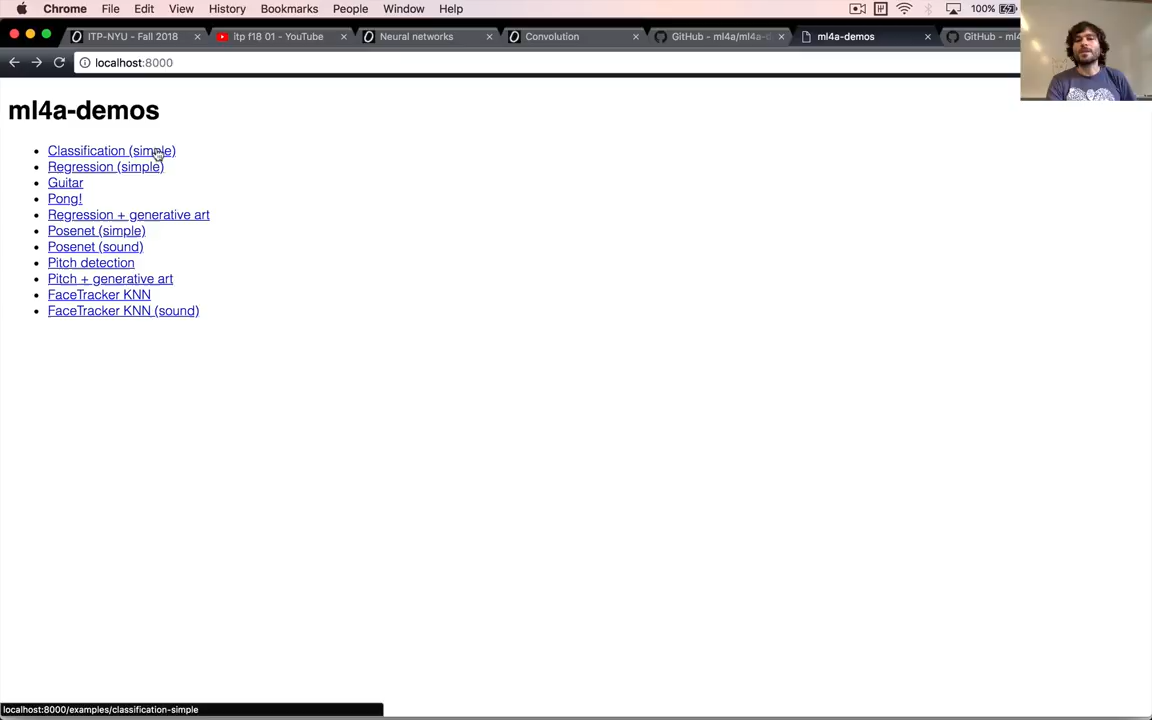 Chrome File Edit View History Bookmarks People Window Help 100%
ITP-NYU - Fall 2018 itp f18 01 - YouTube Neural networks Convolution GitHub - ml4a/ml4a-d ml4a-demos GitHub - ml4
localhost:8000
ml4a-demos
Classification (simple)
Regression (simple)
Guitar
Pong!
Regression + generative art
Posenet (simple)
Posenet (sound)
Pitch detection
Pitch + generative art
FaceTracker KNN
FaceTracker KNN (sound)
localhost:8000/examples/classification-simple